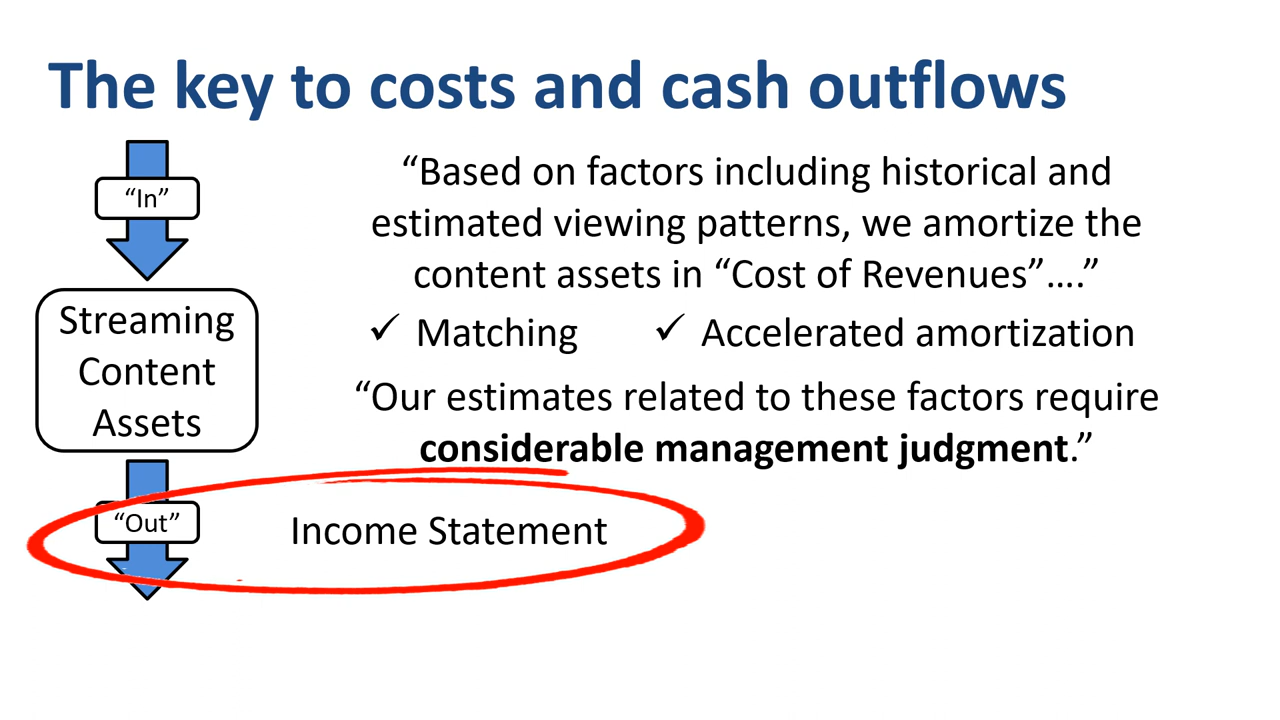 The key to costs and cash outflows
“In”
Streaming
Content
Assets
“Out”
“Based on factors including historical and
estimated viewing patterns, we amortize the
content assets in “Cost of Revenues”....”
✓ Matching ✓ Accelerated amortization
“Our estimates related to these factors require
considerable management judgment.”
Income Statement